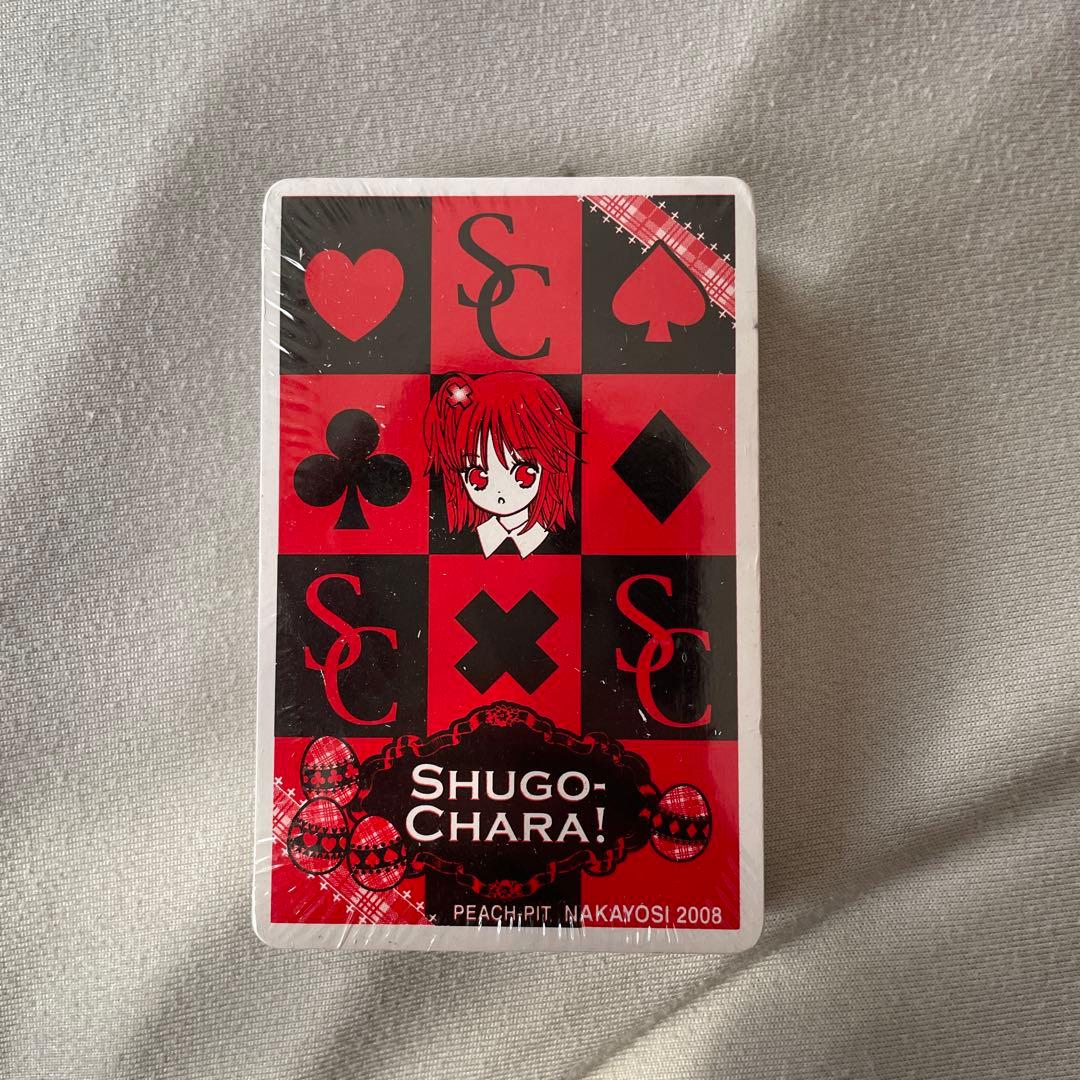 SC
SC
SC
SHUGO-
CHARA!
PEACH-PIT NAKAYOSI 2008